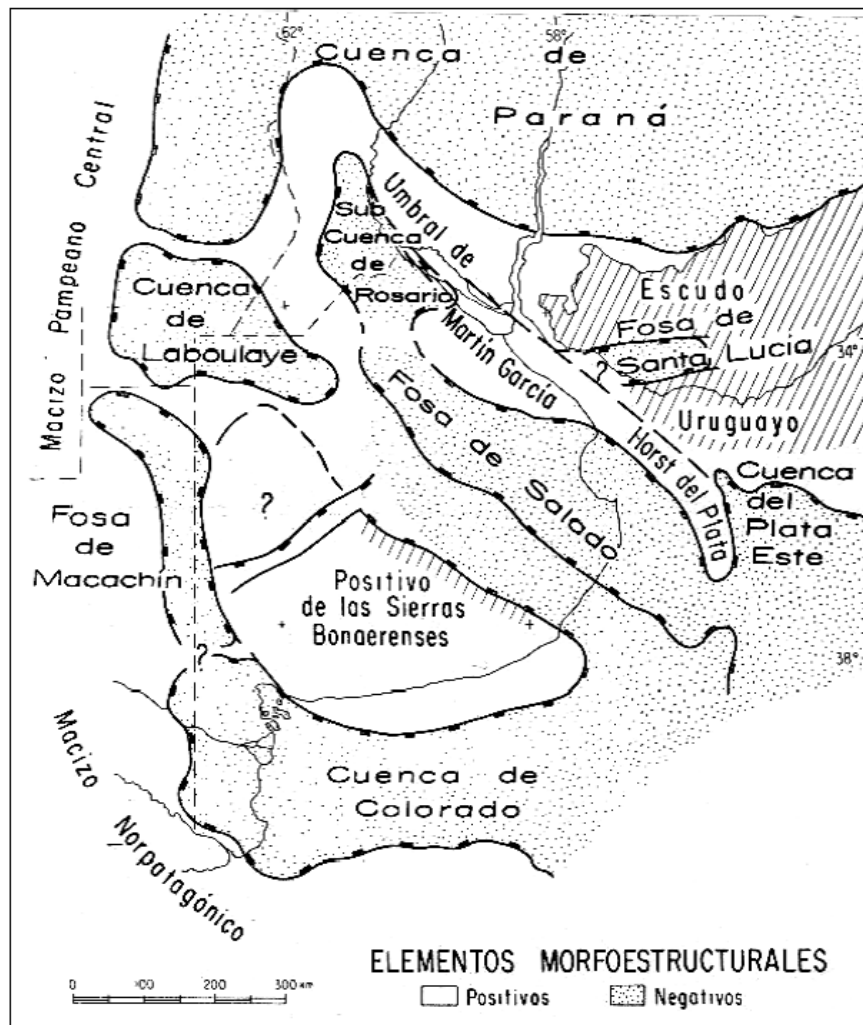 62°
58°
Cuenca de
Paraná
Macizo Pampeano Central
Umbral de
Martín García
Sub
Cuenca
de
Rosario
Cuenca
de
Laboulaye
Escudo
Fosa de
Santa Lucia
?
34°
Uruguayo
Fosa de Salado
Horst del Plata
Cuenca
del
Plata
Este
?
Fosa
de
Macachín
Positivo
de las Sierras
Bonaerenses
38°
?
Macizo
Norpatagónico
Cuenca de
Colorado
ELEMENTOS MORFOESTRUCTURALES
0 100 200 300 km
Positivos Negativos